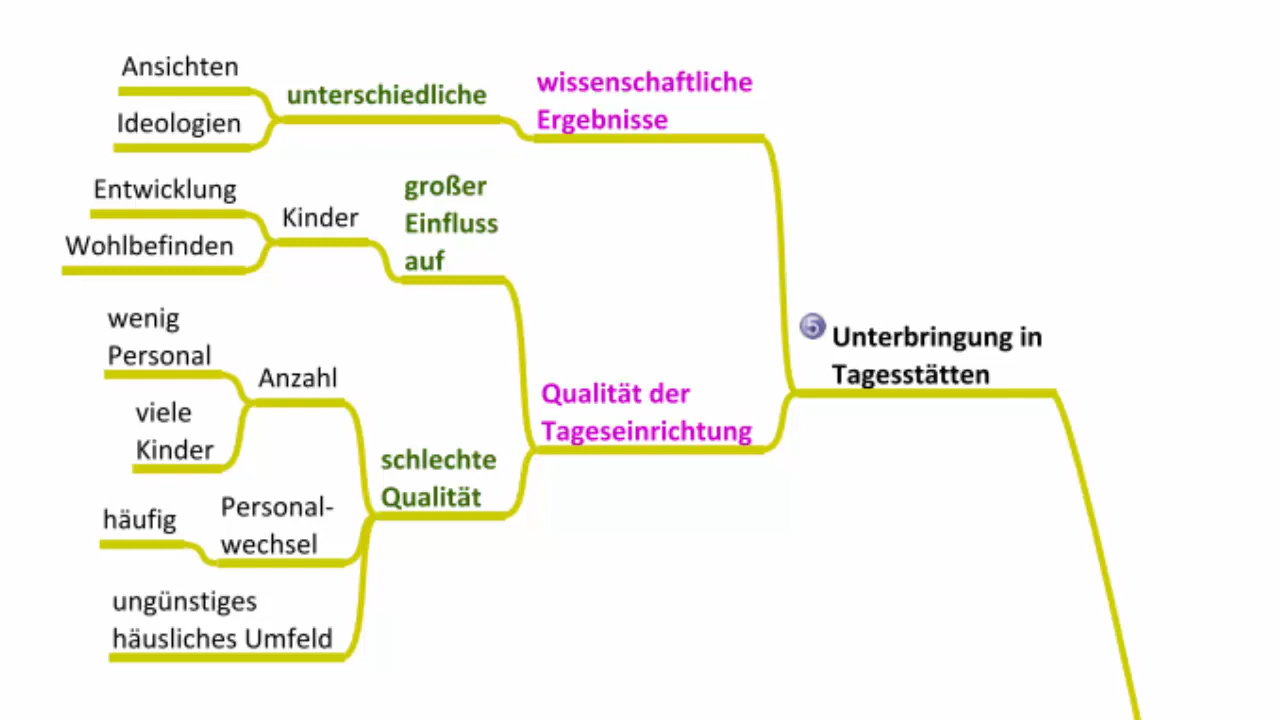 Ansichten
Ideologien
unterschiedliche
wissenschaftliche
Ergebnisse
Entwicklung
Wohlbefinden
Kinder
großer
Einfluss
auf
wenig
Personal
viele
Kinder
Anzahl
häufig
Personal-
wechsel
ungünstiges
häusliches Umfeld
schlechte
Qualität
Qualität der
Tageseinrichtung
5
Unterbringung in
Tagesstätten